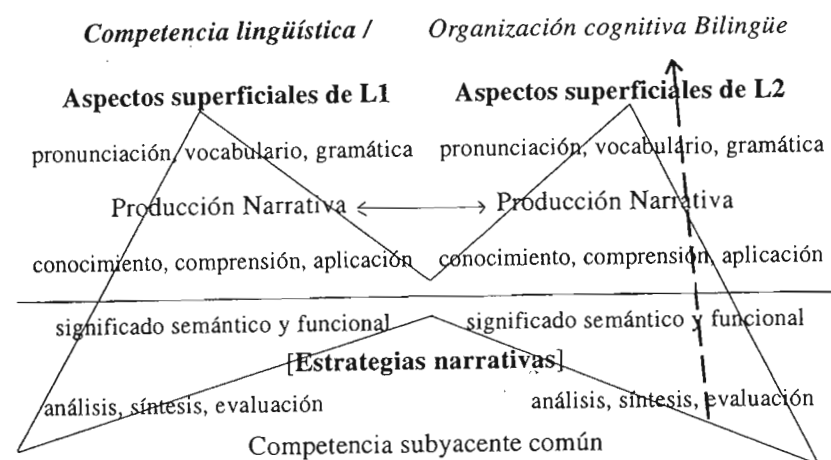 Competencia lingüística / Organización cognitiva Bilingüe
Aspectos superficiales de L1 Aspectos superficiales de L2
pronunciación, vocabulario, gramática pronunciación, vocabulario, gramática
Producción Narrativa Producción Narrativa
conocimiento, comprensión, aplicación conocimiento, comprensión, aplicación
significado semántico y funcional significado semántico y funcional
[Estrategias narrativas]
análisis, síntesis, evaluación análisis, síntesis, evaluación
Competencia subyacente común